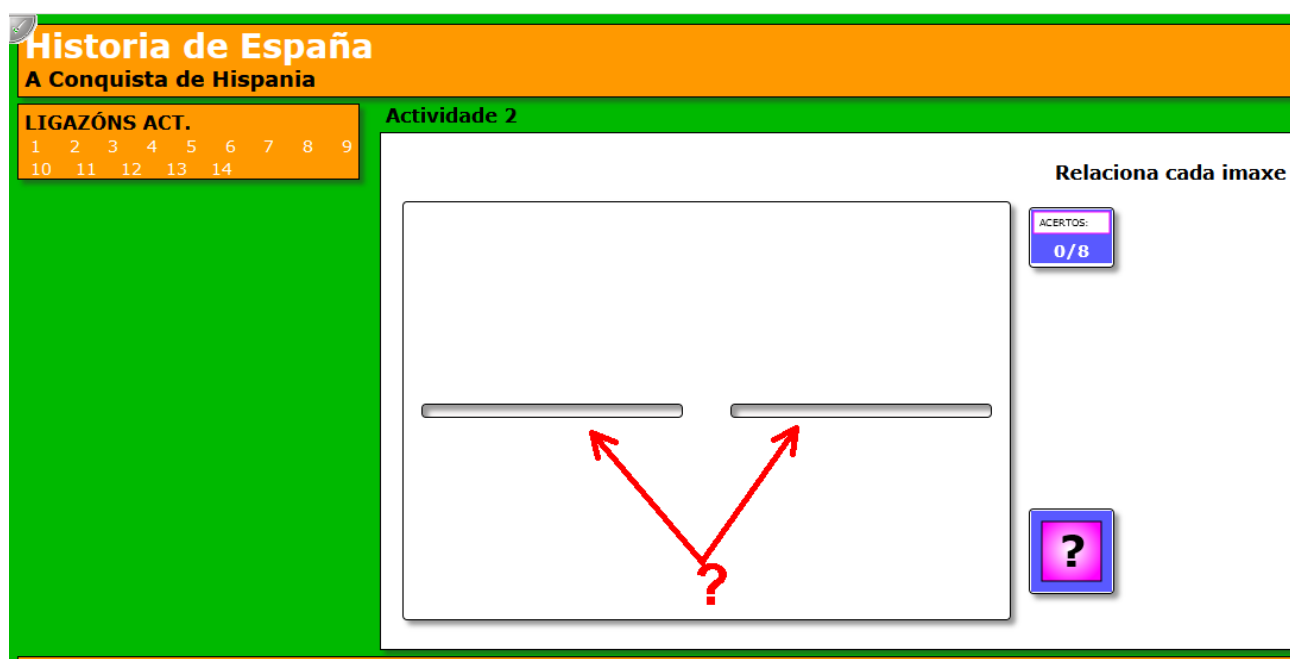 Historia de España
A Conquista de Hispania
LIGAZÓNS ACT.
1 2 3 4 5 6 7 8 9
10 11 12 13 14
Actividade 2
Relaciona cada imaxe
ACERTOS:
0/8
?
?